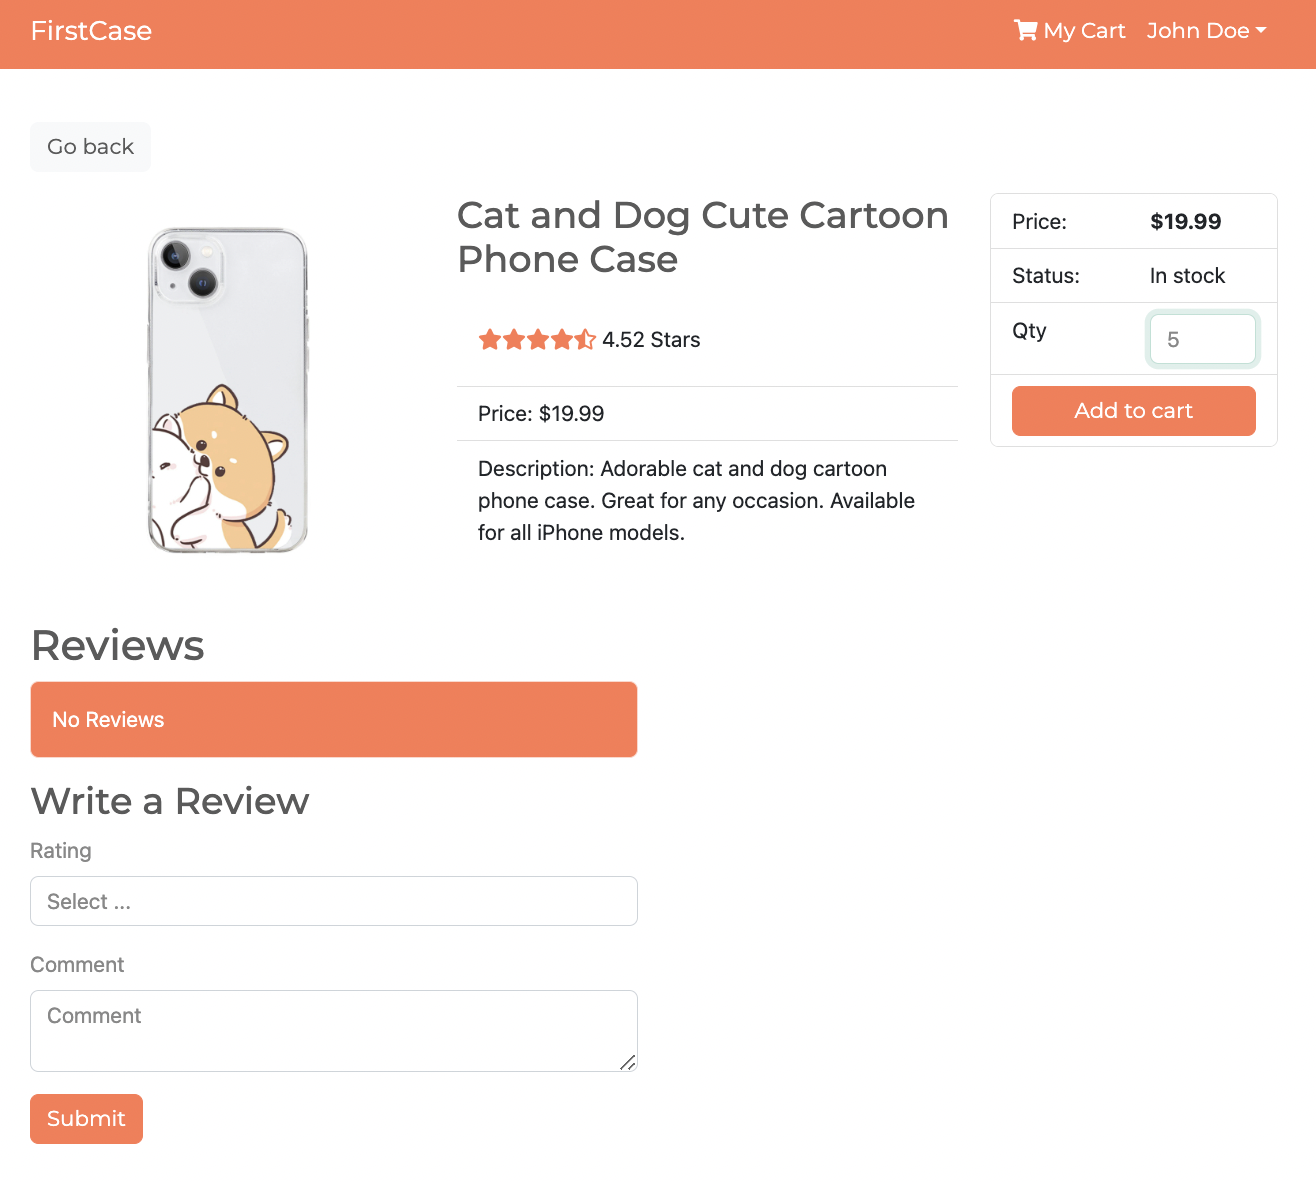 FirstCase
My Cart
John Doe
Go back
Cat and Dog Cute Cartoon
Phone Case
4.52 Stars
Price: $19.99
Description: Adorable cat and dog cartoon
phone case. Great for any occasion. Available
for all iPhone models.
Price: $19.99
Status: In stock
Qty 5
Add to cart
Reviews
No Reviews
Write a Review
Rating
Select ...
Comment
Comment
Submit